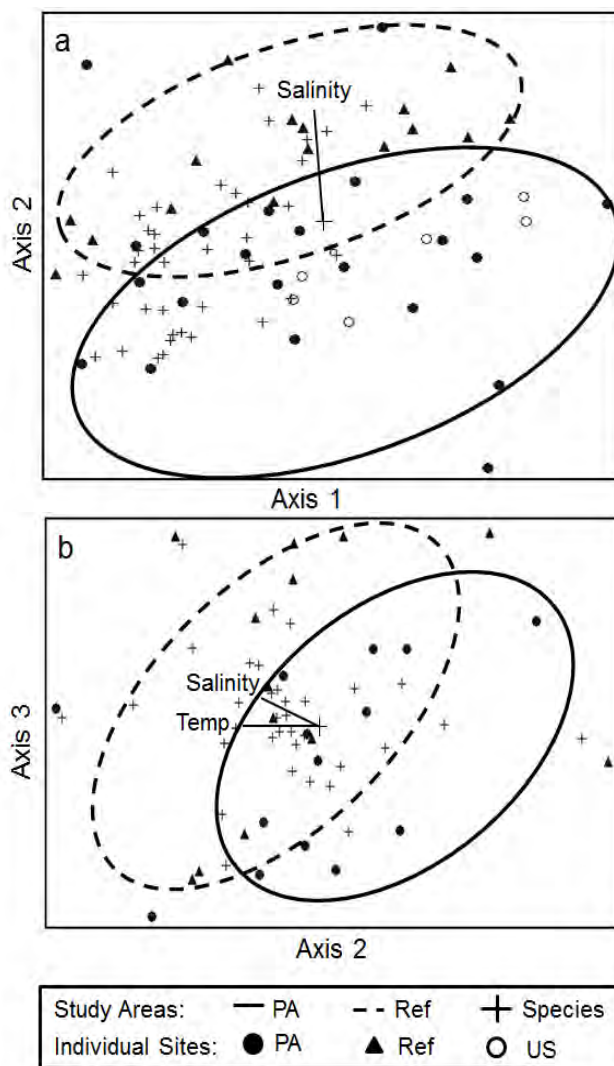 a
Salinity
Axis 2
Axis 1
b
Salinity
Temp
Axis 3
Axis 2
Study Areas: PA Ref Species
Individual Sites: PA Ref US